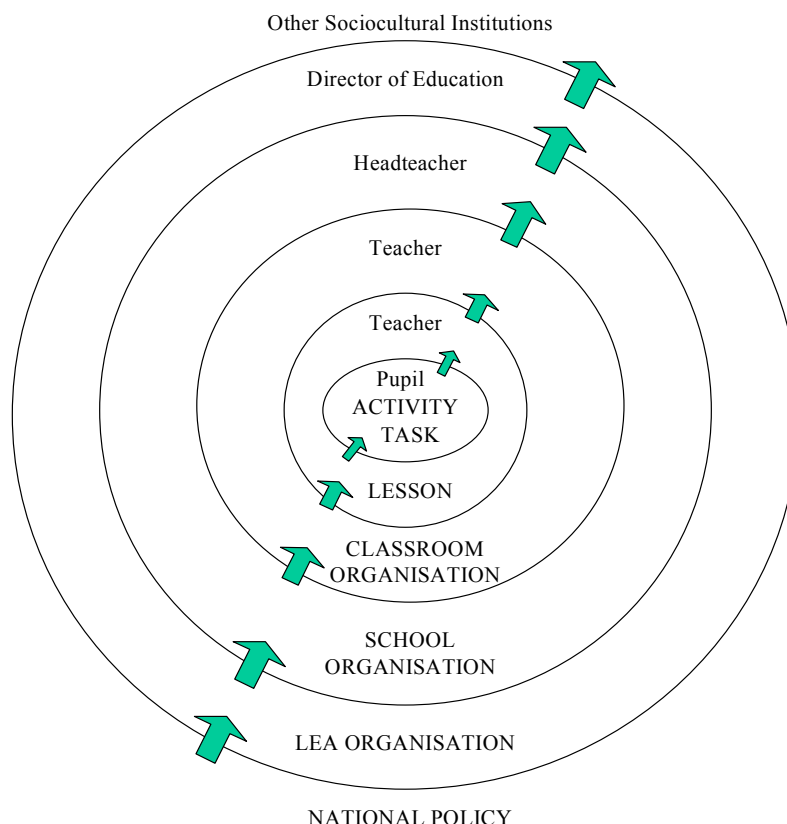 Other Sociocultural Institutions
Director of Education
Headteacher
Teacher
Teacher
Pupil
ACTIVITY
TASK
LESSON
CLASSROOM
ORGANISATION
SCHOOL
ORGANISATION
LEA ORGANISATION
NATIONAL POLICY